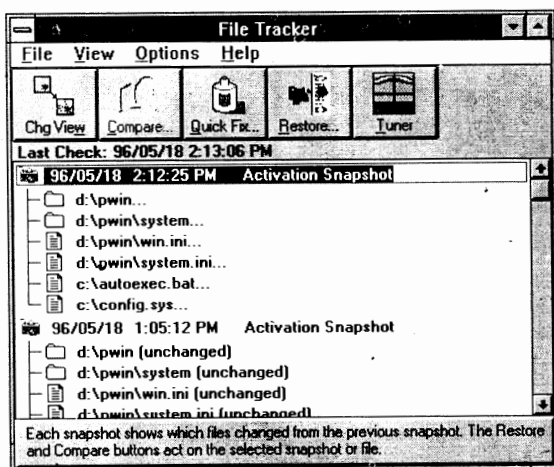 File Tracker
File View Options Help
Chg View Compare... Quick Fix... Restore... Tuner
Last Check: 96/05/18 2:13:06 PM
96/05/18 2:12:25 PM Activation Snapshot
d:\pwin...
d:\pwin\system...
d:\pwin\win.ini...
d:\pwin\system.ini...
c:\autoexec.bat...
c:\config.sys...
96/05/18 1:05:12 PM Activation Snapshot
d:\pwin (unchanged)
d:\pwin\system (unchanged)
d:\pwin\win.ini (unchanged)
d:\pwin\system.ini (unchanged)
Each snapshot shows which files changed from the previous snapshot. The Restore
and Compare buttons act on the selected snapshot or file.